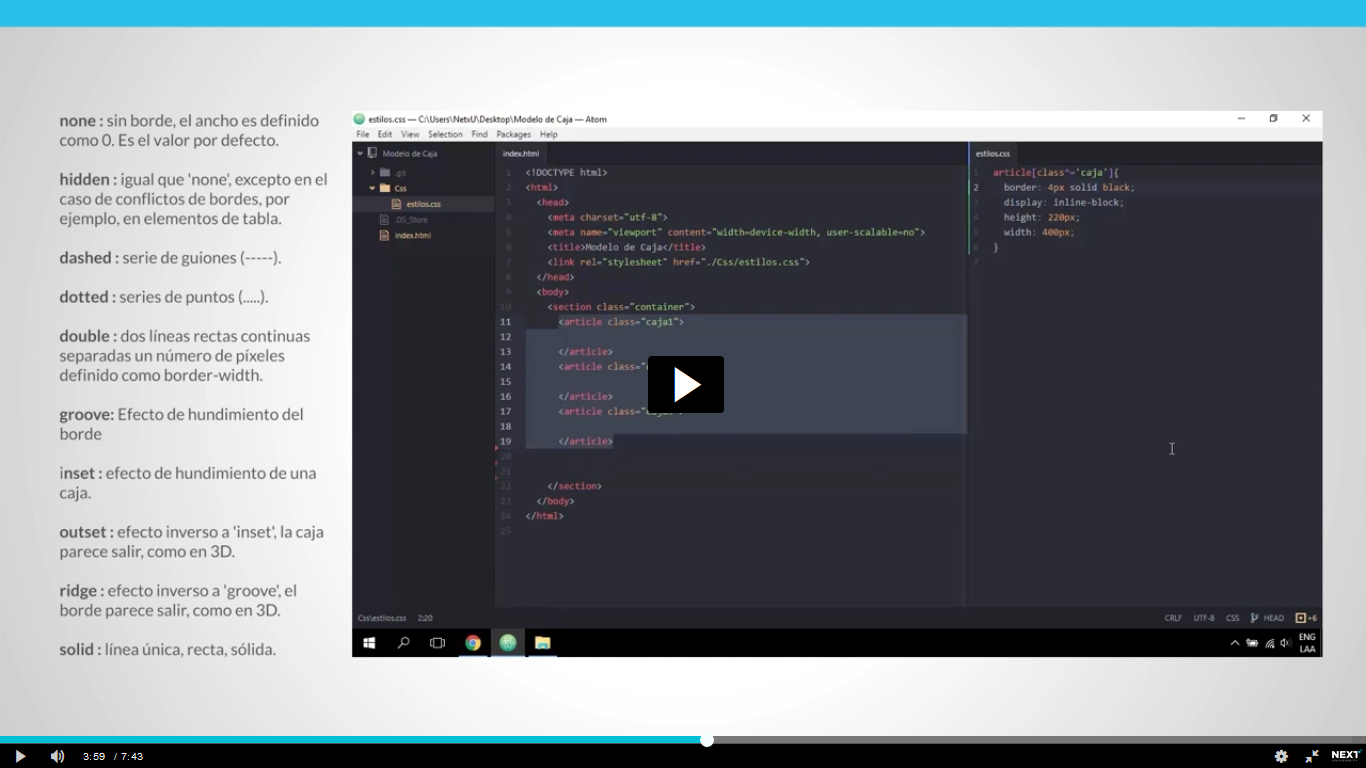 none : sin borde, el ancho es definido
como 0. Es el valor por defecto.
hidden : igual que 'none', excepto en el
caso de conflictos de bordes, por
ejemplo, en elementos de tabla.
dashed : serie de guiones (-----).
dotted : series de puntos (.....).
double : dos líneas rectas continuas
separadas un número de píxeles
definido como border-width.
groove: Efecto de hundimiento del
borde
inset : efecto de hundimiento de una
caja.
outset : efecto inverso a 'inset', la caja
parece salir, como en 3D.
ridge : efecto inverso a 'groove', el
borde parece salir, como en 3D.
solid : línea única, recta, sólida.
estilos.css — C:\Users\NetxU\Desktop\Modelo de Caja — Atom
File Edit View Selection Find Packages Help
Modelo de Caja
.git
Css
estilos.css
.DS_Store
index.html
index.html
1 <!DOCTYPE html>
2 <html>
3 <head>
4 <meta charset="utf-8">
5 <meta name="viewport" content="width=device-width, user-scalable=no">
6 <title>Modelo de Caja</title>
7 <link rel="stylesheet" href="./Css/estilos.css">
8 </head>
9 <body>
10 <section class="container">
11 <article class="caja1">
12
13 </article>
14 <article class="
15
16 </article>
17 <article class="
18
19 </article>
20
21
22 </section>
23 </body>
24 </html>
25
estilos.css
1 article[class^='caja']{
2 border: 4px solid black;
3 display: inline-block;
4 height: 220px;
5 width: 400px;
6 }
7
Css\estilos.css 2:20
CRLF UTF-8 CSS HEAD +6
ENG
LAA
3:59 / 7:43
NEXT